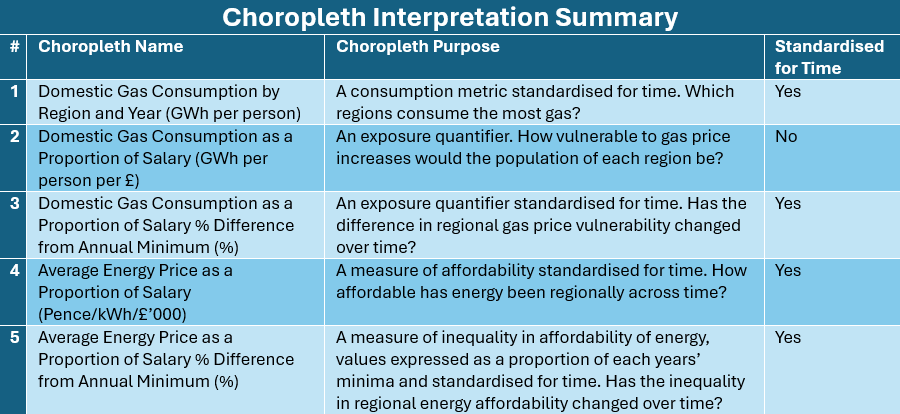 Choropleth Interpretation Summary
# Choropleth Name Choropleth Purpose Standardised
for Time
1 Domestic Gas Consumption by A consumption metric standardised for time. Which Yes
Region and Year (GWh per person) regions consume the most gas?
2 Domestic Gas Consumption as a An exposure quantifier. How vulnerable to gas price No
Proportion of Salary (GWh per increases would the population of each region be?
person per £)
3 Domestic Gas Consumption as a An exposure quantifier standardised for time. Has the Yes
Proportion of Salary % Difference difference in regional gas price vulnerability changed
from Annual Minimum (%) over time?
4 Average Energy Price as a A measure of affordability standardised for time. How Yes
Proportion of Salary affordable has energy been regionally across time?
(Pence/kWh/£’000)
5 Average Energy Price as a A measure of inequality in affordability of energy, Yes
Proportion of Salary % Difference values expressed as a proportion of each years’
from Annual Minimum (%) minima and standardised for time. Has the inequality
in regional energy affordability changed over time?